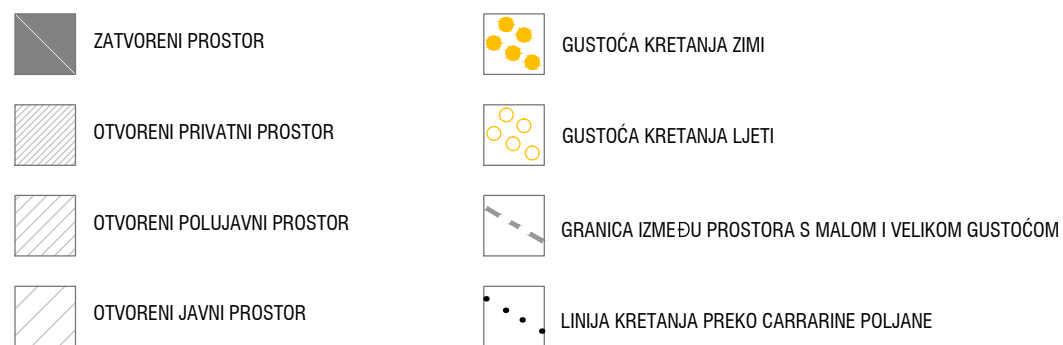 ZATVORENI PROSTOR
OTVORENI PRIVATNI PROSTOR
OTVORENI POLUJAVNI PROSTOR
OTVORENI JAVNI PROSTOR
GUSTOĆA KRETANJA ZIMI
GUSTOĆA KRETANJA LJETI
GRANICA IZMEĐU PROSTORA S MALOM I VELIKOM GUSTOĆOM
LINIJA KRETANJA PREKO CARRARINE POLJANE